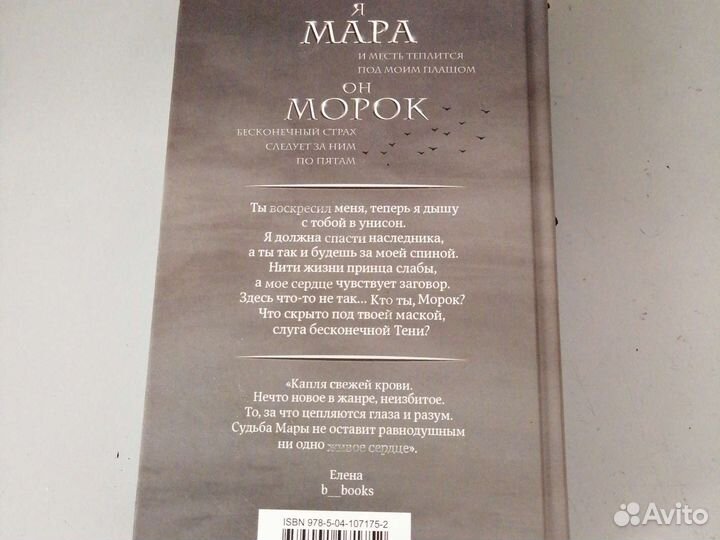 Я
МАРА
И МЕСТЬ ТЕПЛИТСЯ
ПОД МОИМ ПЛАЩОМ
ОН
МОРОК
БЕСКОНЕЧНЫЙ СТРАХ
СЛЕДУЕТ ЗА НИМ
ПО ПЯТАМ
Ты воскресил меня, теперь я дышу
с тобой в унисон.
Я должна спасти наследника,
а ты так и будешь за моей спиной.
Нити жизни принца слабы,
а мое сердце чувствует заговор.
Здесь что-то не так... Кто ты, Морок?
Что скрыто под твоей маской,
слуга бесконечной Тени?
«Капля свежей крови.
Нечто новое в жанре, неизбитое.
То, за что цепляются глаза и разум.
Судьба Мары не оставит равнодушным
ни одно живое сердце».
Елена
b__books
ISBN 978-5-04-107175-2
Avito